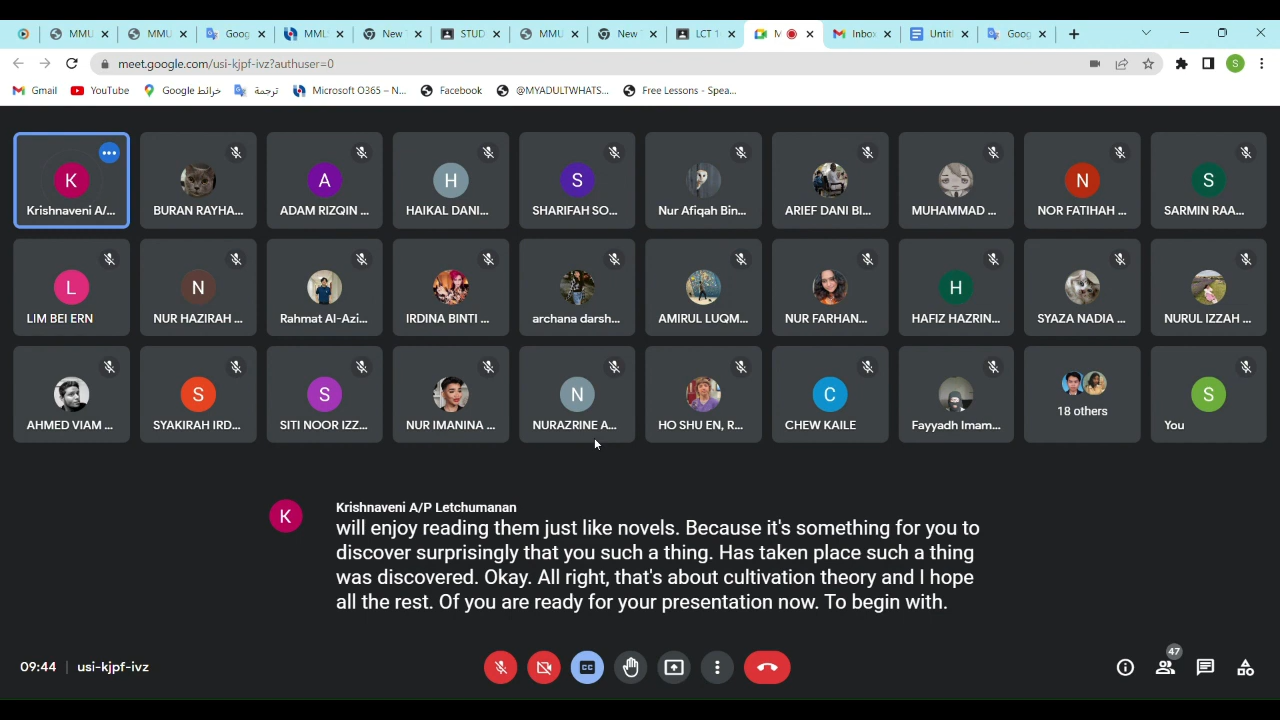 MMU
MMU
Goog
MML
New
STUD
MMU
New
LCT 1
M
Inbox
Untit
Goog
meet.google.com/usi-kjpf-ivz?authuser=0
S
Gmail
YouTube
خرائط Google
ترجمة
Microsoft O365 – N...
Facebook
@MYADULTWHATS...
Free Lessons - Spea...
K
A
H
S
N
S
Krishnaveni A/...
BURAN RAYHA...
ADAM RIZQIN ...
HAIKAL DANI...
SHARIFAH SO...
Nur Afiqah Bin...
ARIEF DANI BI...
MUHAMMAD ...
NOR FATIHAH ...
SARMIN RAA...
L
N
H
LIM BEI ERN
NUR HAZIRAH ...
Rahmat Al-Azi...
IRDINA BINTI ...
archana darsh...
AMIRUL LUQM...
NUR FARHAN...
HAFIZ HAZRIN...
SYAZA NADIA ...
NURUL IZZAH ...
S
S
N
C
18 others
S
AHMED VIAM ...
SYAKIRAH IRD...
SITI NOOR IZZ...
NUR IMANINA ...
NURAZRINE A...
HO SHU EN, R...
CHEW KAILE
Fayyadh Imam...
You
K
Krishnaveni A/P Letchumanan
will enjoy reading them just like novels. Because it's something for you to
discover surprisingly that you such a thing. Has taken place such a thing
was discovered. Okay. All right, that's about cultivation theory and I hope
all the rest. Of you are ready for your presentation now. To begin with.
09:44 | usi-kjpf-ivz
CC
47